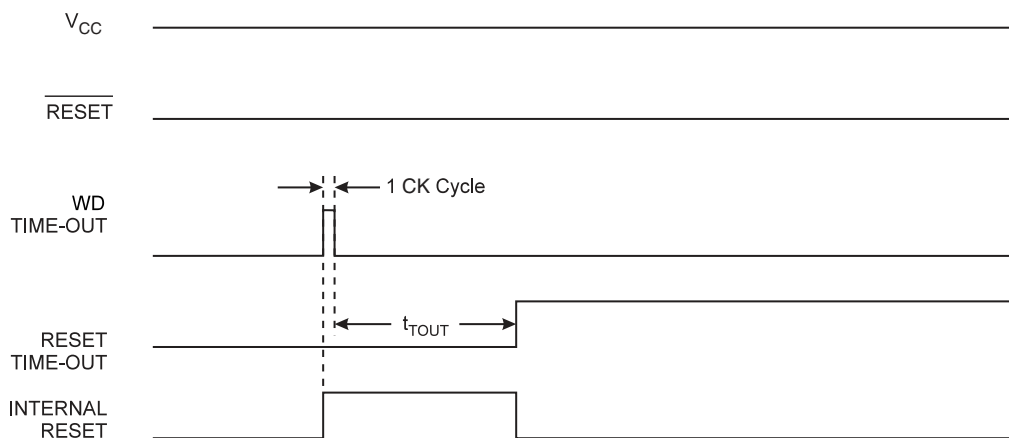 VCC
RESET
1 CK Cycle
WD
TIME-OUT
tTOUT
RESET
TIME-OUT
INTERNAL
RESET